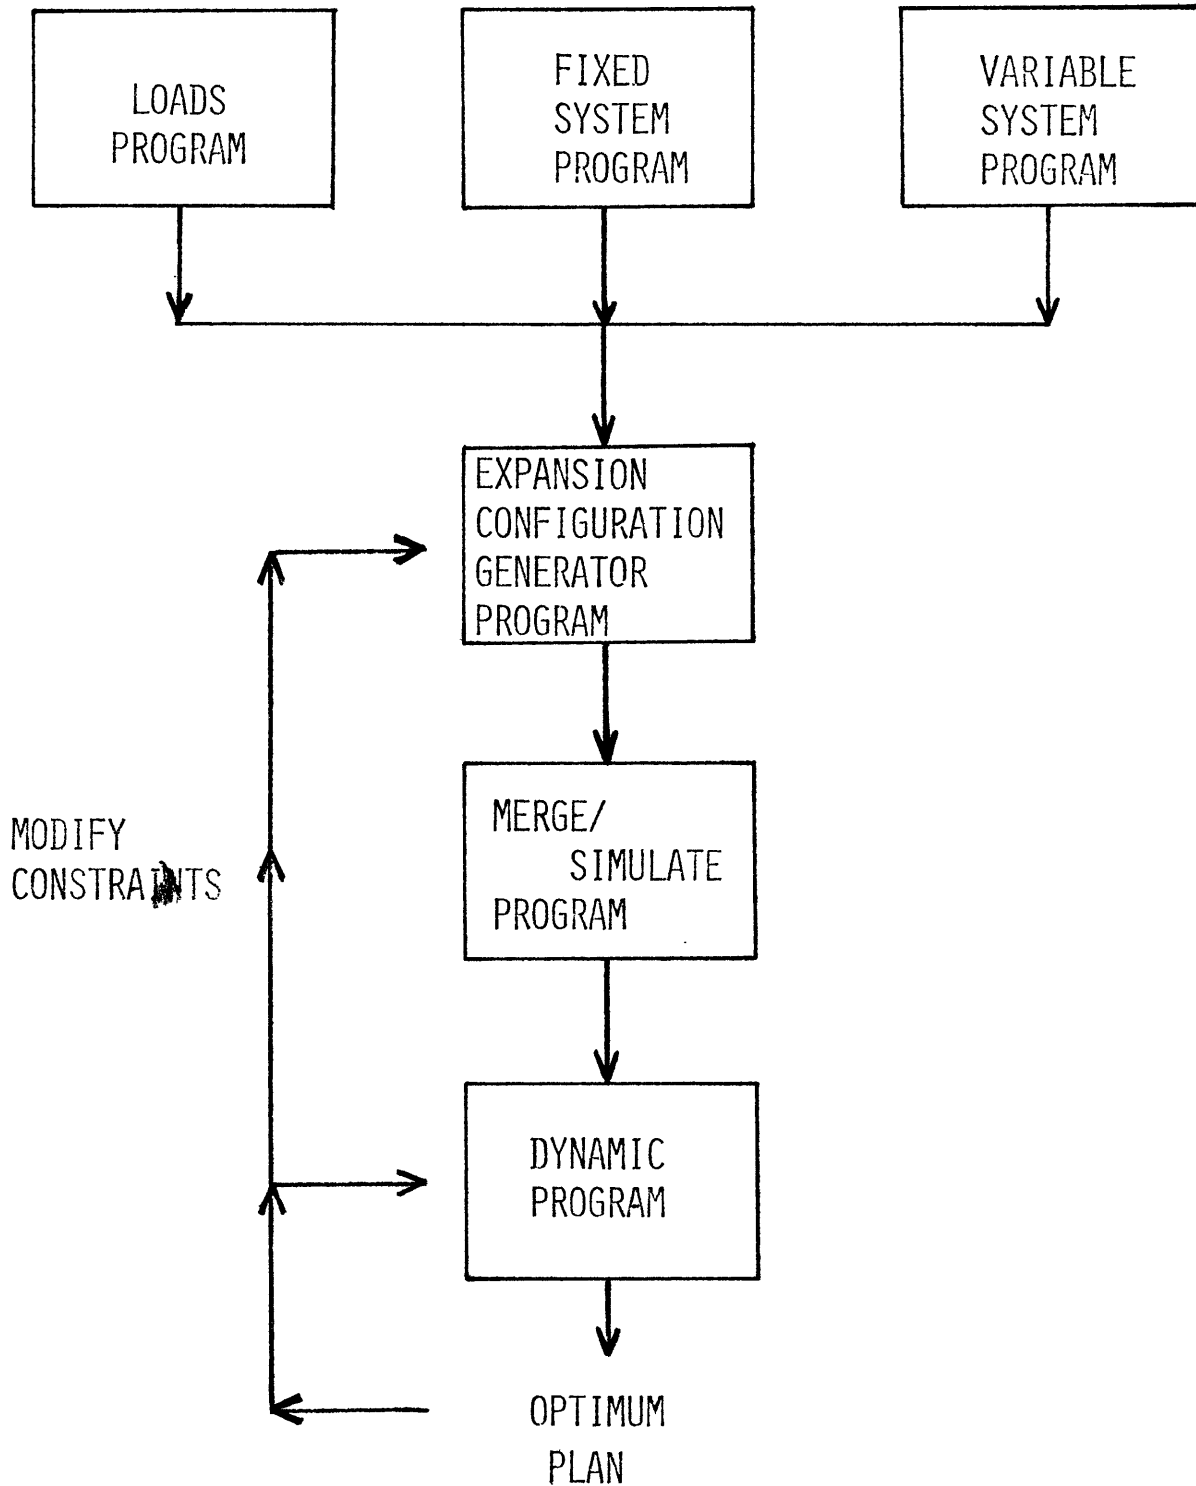 LOADS
PROGRAM
FIXED
SYSTEM
PROGRAM
VARIABLE
SYSTEM
PROGRAM
EXPANSION
CONFIGURATION
GENERATOR
PROGRAM
MERGE/
SIMULATE
PROGRAM
MODIFY
CONSTRAINTS
DYNAMIC
PROGRAM
OPTIMUM
PLAN